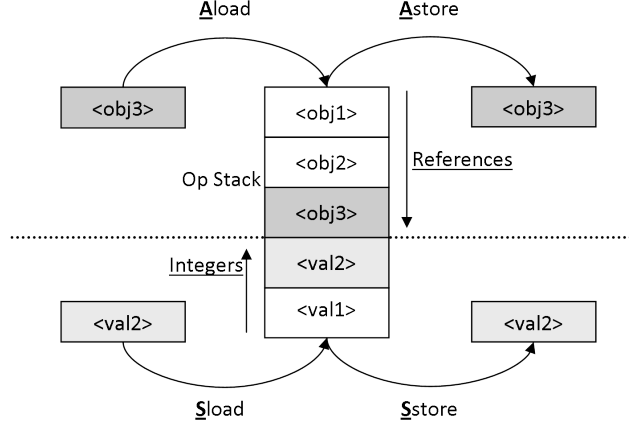 Aload
Astore
<obj3>
<obj1>
<obj3>
<obj2>
References
Op Stack
<obj3>
Integers
<val2>
<val2>
<val1>
<val2>
Sload
Sstore